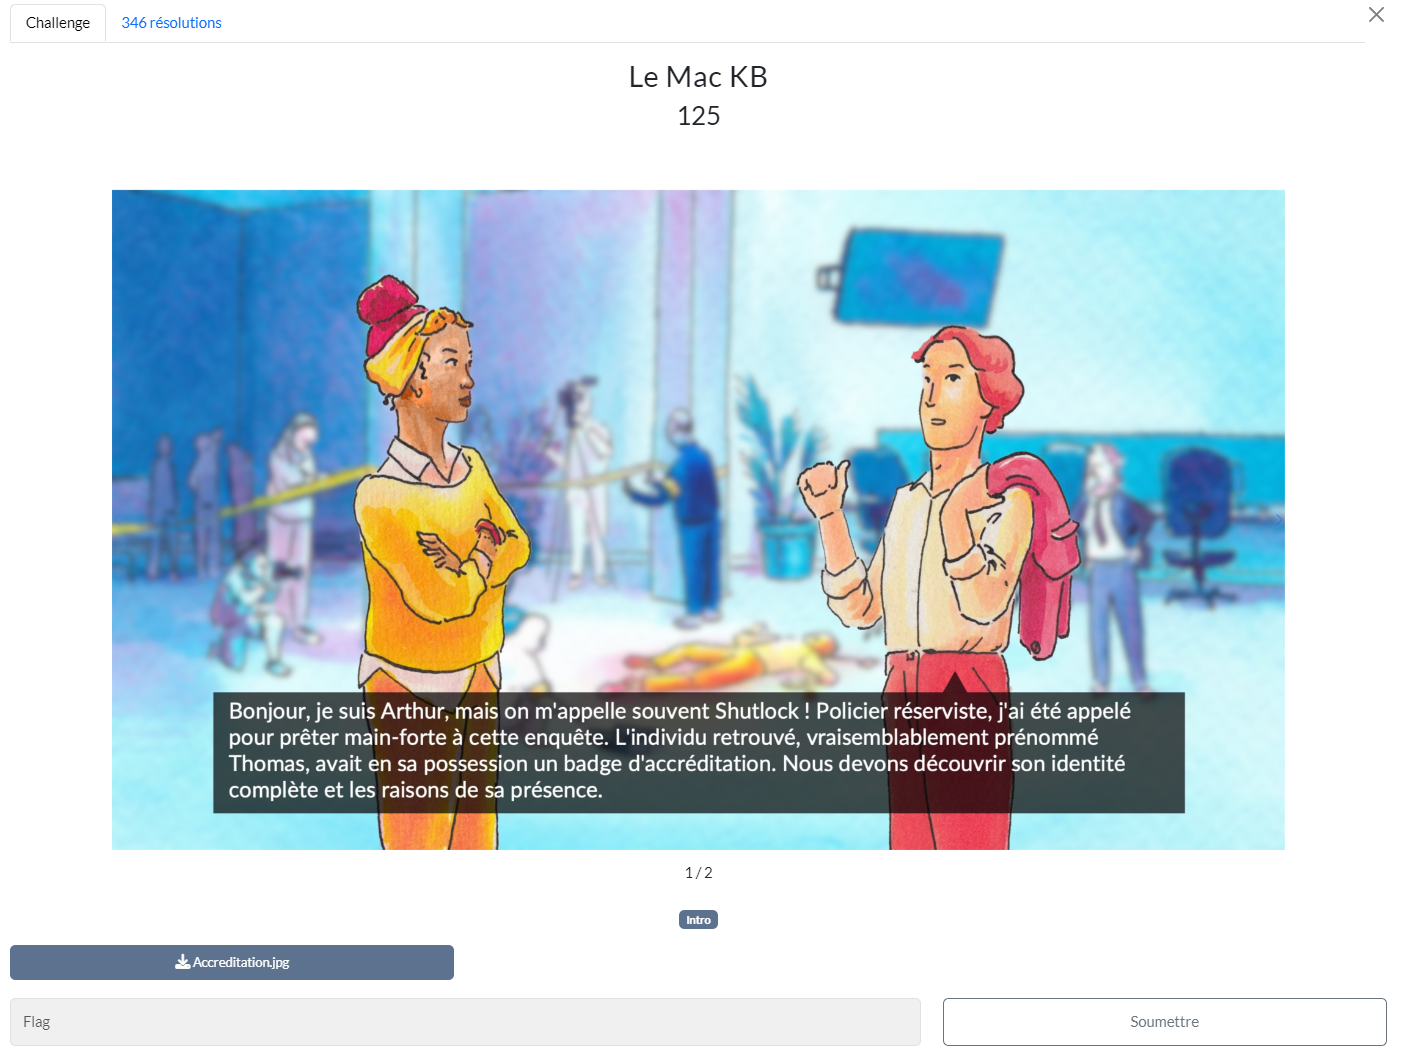 Challenge
346 résolutions
Le Mac KB
125
Bonjour, je suis Arthur, mais on m'appelle souvent Shutlock ! Policier réserviste, j'ai été appelé
pour prêter main-forte à cette enquête. L'individu retrouvé, vraisemblablement prénommé
Thomas, avait en sa possession un badge d'accréditation. Nous devons découvrir son identité
complète et les raisons de sa présence.
1 / 2
Intro
Accreditation.jpg
Flag
Soumettre